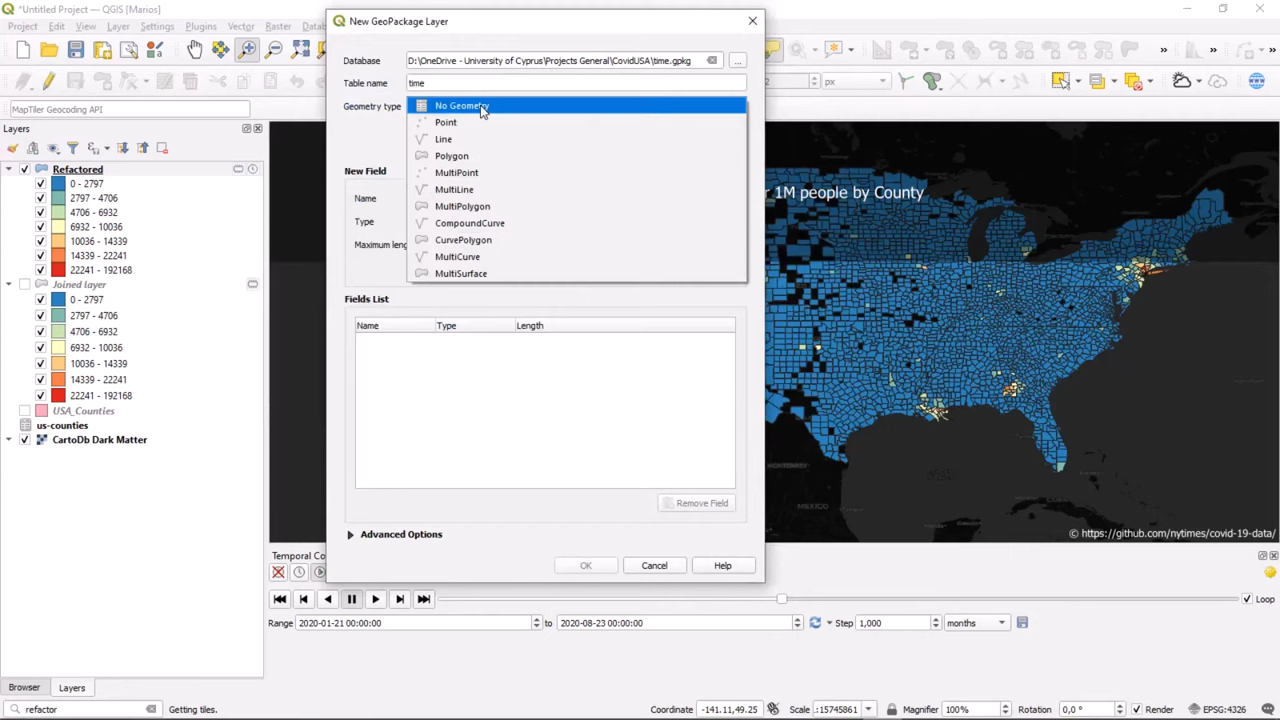 *Untitled Project — QGIS [Marios]
Project Edit View Layer Settings Plugins Vector Raster
New GeoPackage Layer
Database D:\OneDrive - University of Cyprus\Projects General\CovidUSA\time.gpkg ...
Table name time
Geometry type No Geometry
Point
Line
Polygon
MultiPoint
MultiLine
MultiPolygon
CompoundCurve
CurvePolygon
MultiCurve
MultiSurface
New Field
Name
Type
Maximum leng
Fields List
Name Type Length
Remove Field
Advanced Options
OK Cancel Help
px
MapTiler Geocoding API
Layers
Refactored
0 - 2797
2797 - 4706
4706 - 6932
6932 - 10036
10036 - 14339
14339 - 22241
22241 - 192168
Joined layer
0 - 2797
2797 - 4706
4706 - 6932
6932 - 10036
10036 - 14339
14339 - 22241
22241 - 192168
USA_Counties
us-counties
CartoDb Dark Matter
1M people by County
MEXICO
© https://github.com/nytimes/covid-19-data/
Temporal Co
Loop
Range 2020-01-21 00:00:00 to 2020-08-23 00:00:00 Step 1,000 months
Browser Layers
refactor Getting tiles. Coordinate -141.11,49.25 Scale :15745861 Magnifier 100% Rotation 0,0 ° Render EPSG:4326